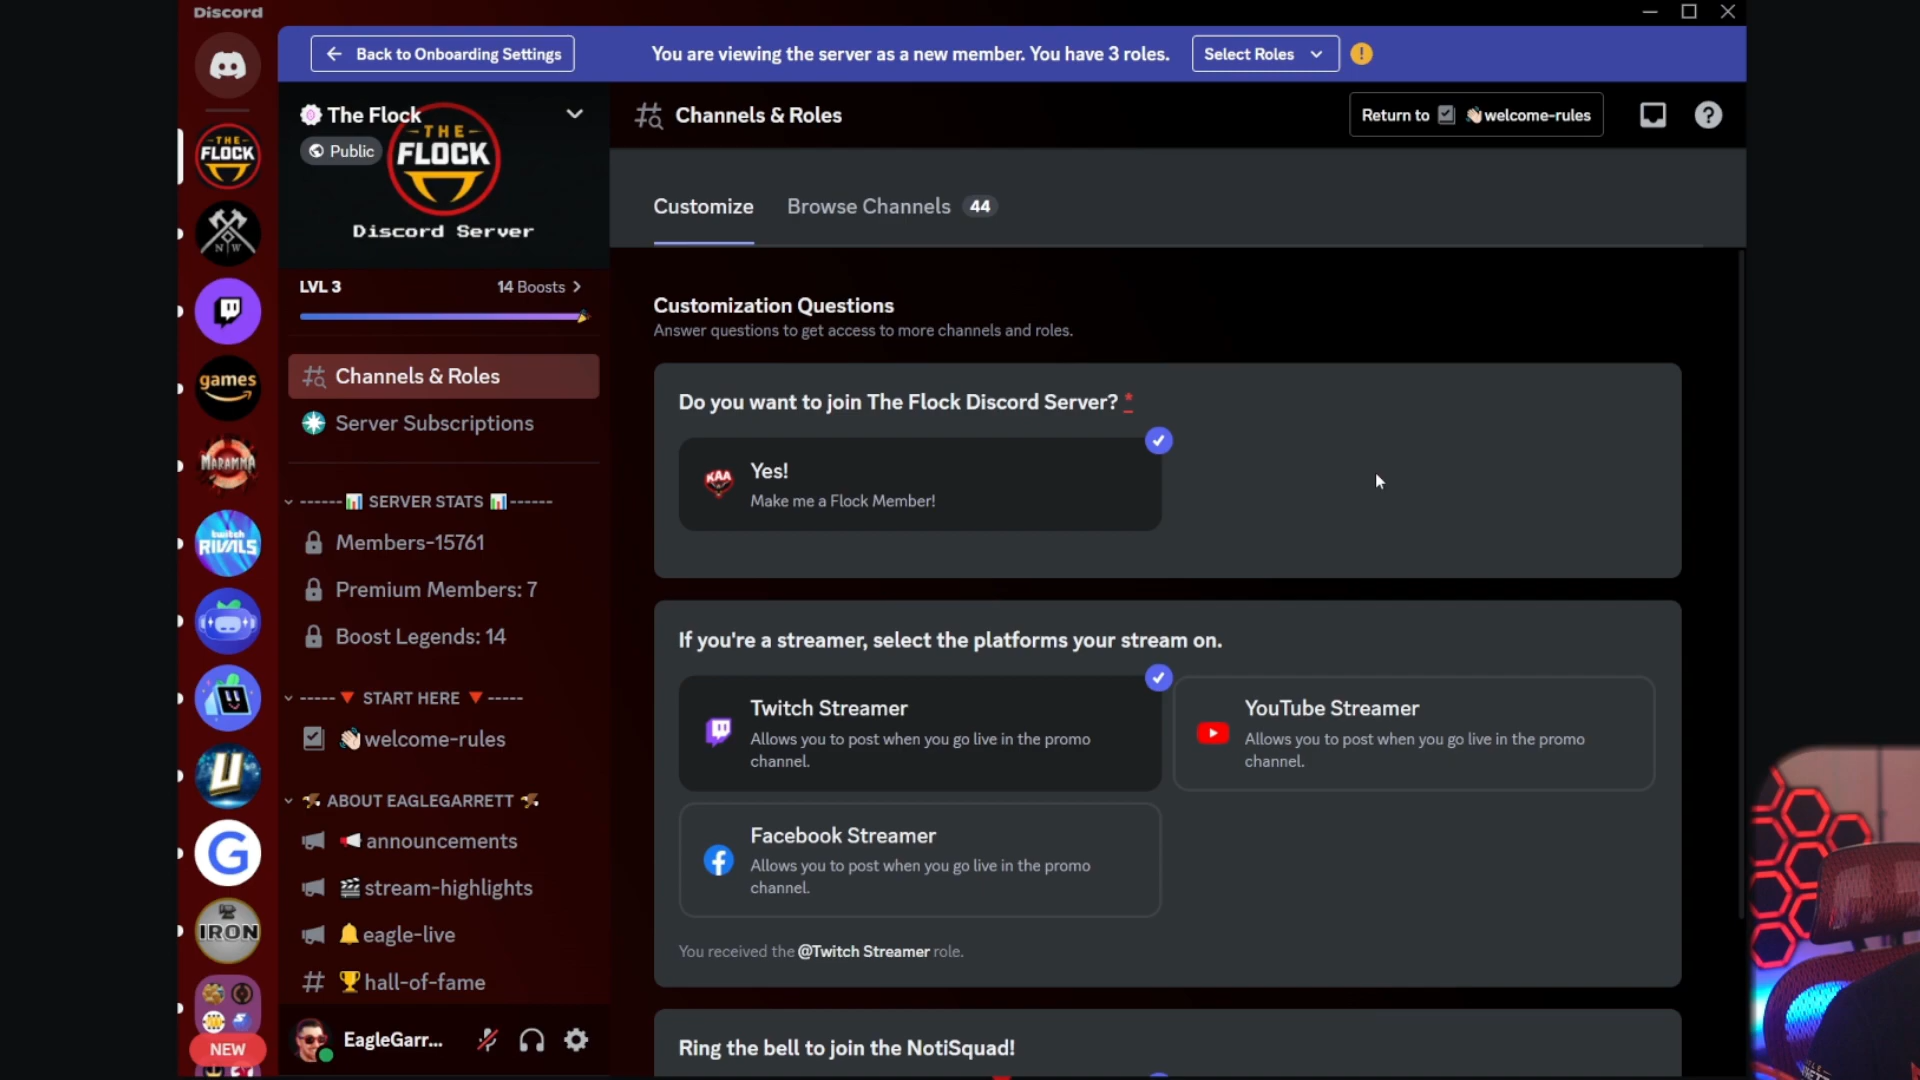 Discord
Back to Onboarding Settings
You are viewing the server as a new member. You have 3 roles.
Select Roles
The Flock
Public
THE
FLOCK
Discord Server
LVL 3
14 Boosts
Channels & Roles
Server Subscriptions
------ SERVER STATS ------
Members-15761
Premium Members: 7
Boost Legends: 14
----- START HERE -----
welcome-rules
ABOUT EAGLEGARRETT
announcements
stream-highlights
eagle-live
hall-of-fame
EagleGarr...
THE
FLOCK
N W
games
MARAMMA
twitch
RIVALS
U
G
IRON
NEW
Channels & Roles
Return to welcome-rules
Customize
Browse Channels 44
Customization Questions
Answer questions to get access to more channels and roles.
Do you want to join The Flock Discord Server? *
KAA
Yes!
Make me a Flock Member!
If you're a streamer, select the platforms your stream on.
Twitch Streamer
Allows you to post when you go live in the promo
channel.
YouTube Streamer
Allows you to post when you go live in the promo
channel.
Facebook Streamer
Allows you to post when you go live in the promo
channel.
You received the @Twitch Streamer role.
Ring the bell to join the NotiSquad!